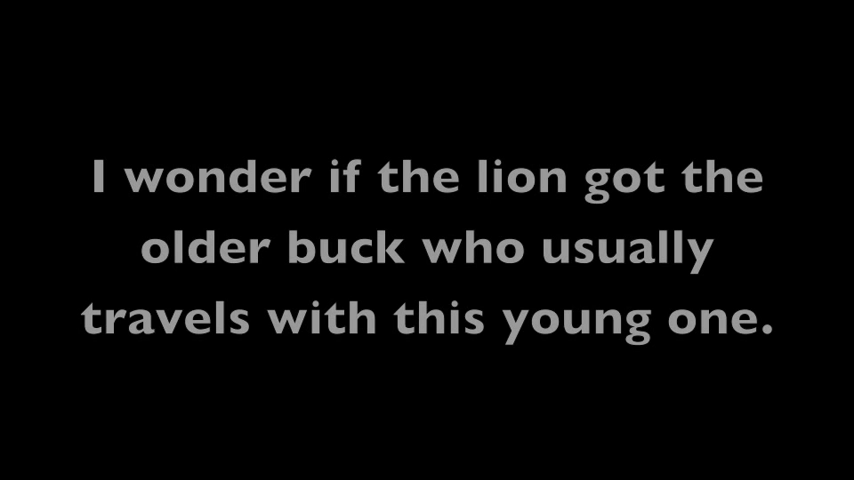 I wonder if the lion got the
older buck who usually
travels with this young one.